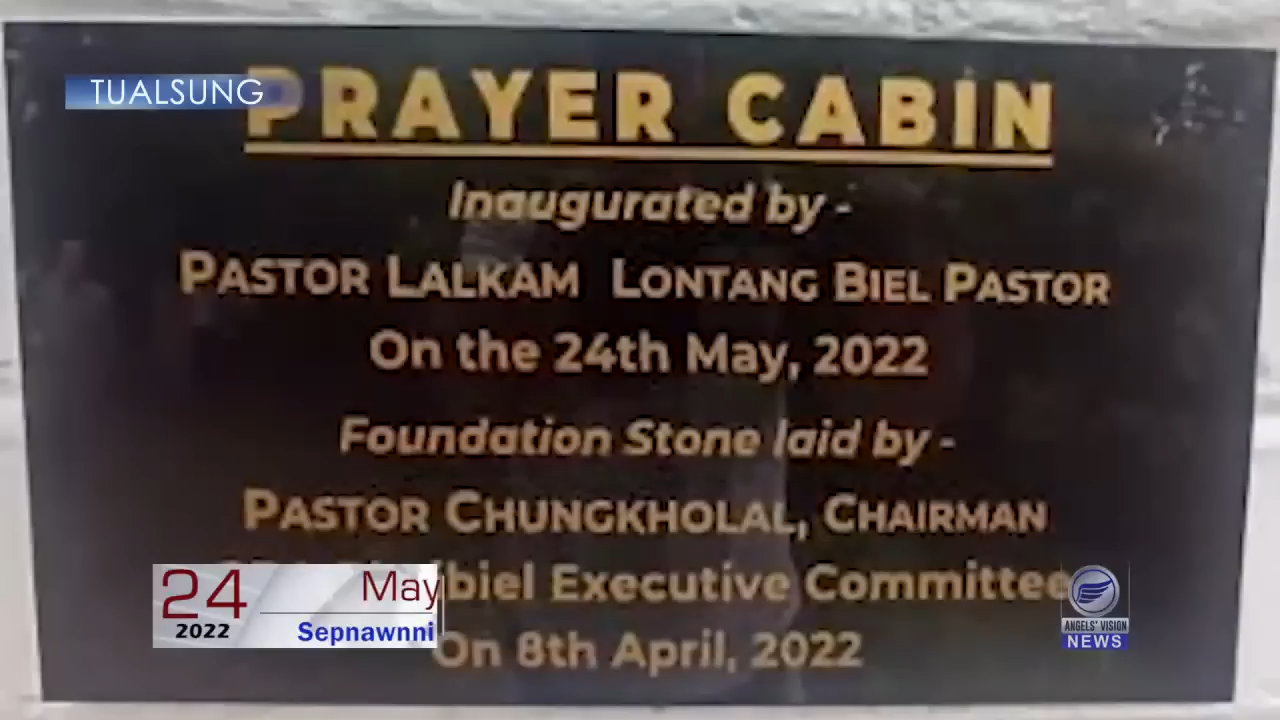 TUALSUNG
PRAYER CABIN
Inaugurated by -
PASTOR LALKAM LONTANG BIEL PASTOR
On the 24th May, 2022
Foundation Stone laid by -
PASTOR CHUNGKHOLAL, CHAIRMAN
Executive Committee
On 8th April, 2022
24 May
2022 Sepnawnni
ANGELS' VISION
NEWS